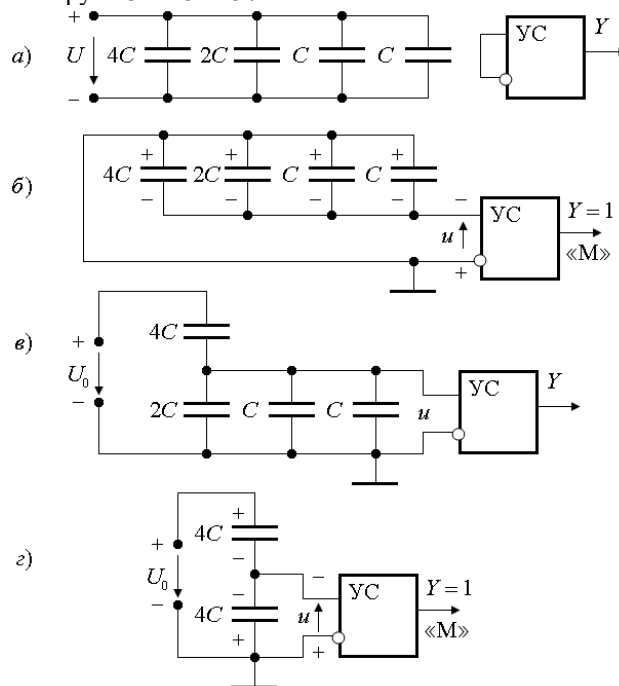 а) + U − 4C 2C C C УС Y
б) + + + + 4C 2C C C − − − − − u + УС Y = 1 «М»
в) + U₀ − 4C 2C C C u УС Y
г) + U₀ − 4C + − 4C − + − u + УС Y = 1 «М»